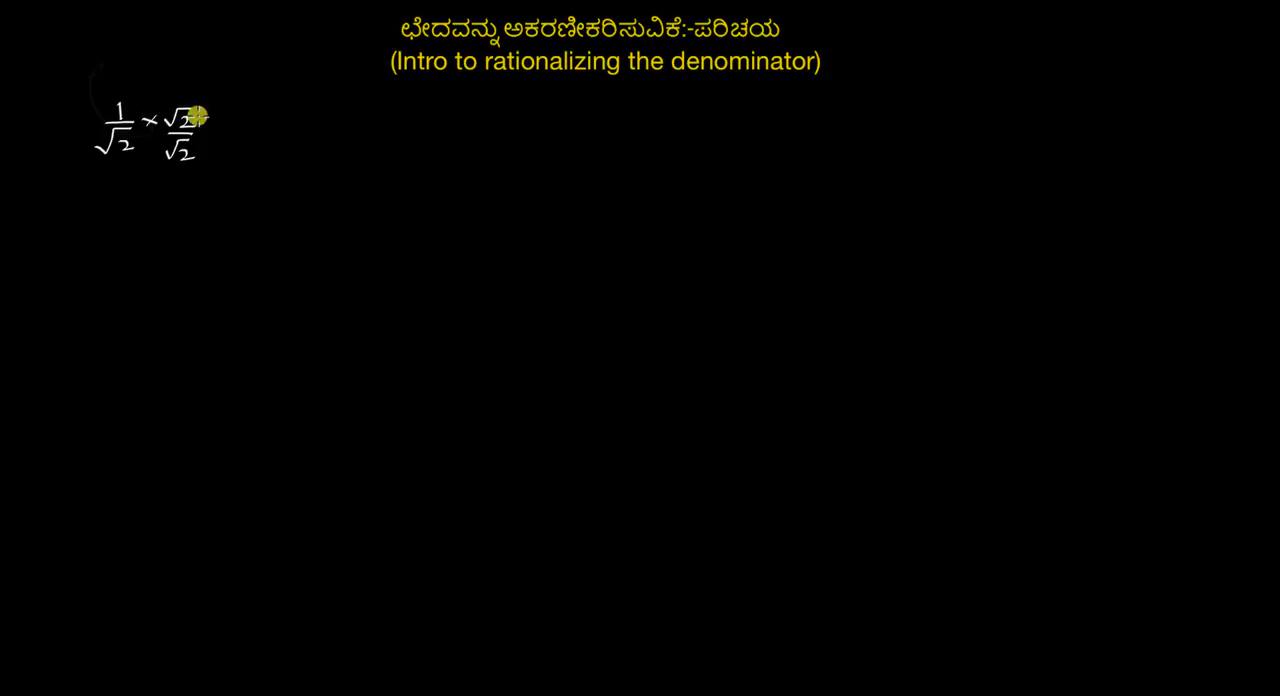 ಛೇದವನ್ನು ಅಕರಣೀಕರಿಸುವಿಕೆ:-ಪರಿಚಯ
(Intro to rationalizing the denominator)
1/√2 × √2/√2